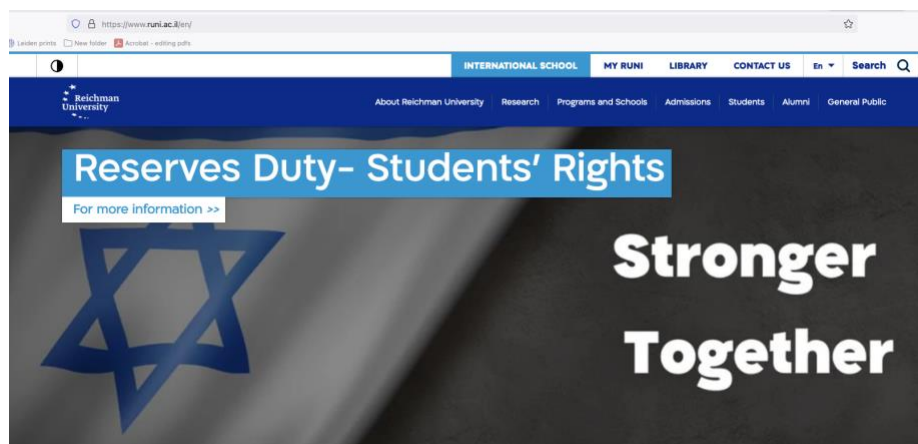 https://www.runi.ac.il/en/
Leiden prints New folder Acrobat - editing pdfs
INTERNATIONAL SCHOOL MY RUNI LIBRARY CONTACT US En Search
Reichman
University
About Reichman University Research Programs and Schools Admissions Students Alumni General Public
Reserves Duty- Students' Rights
For more information >>
Stronger
Together